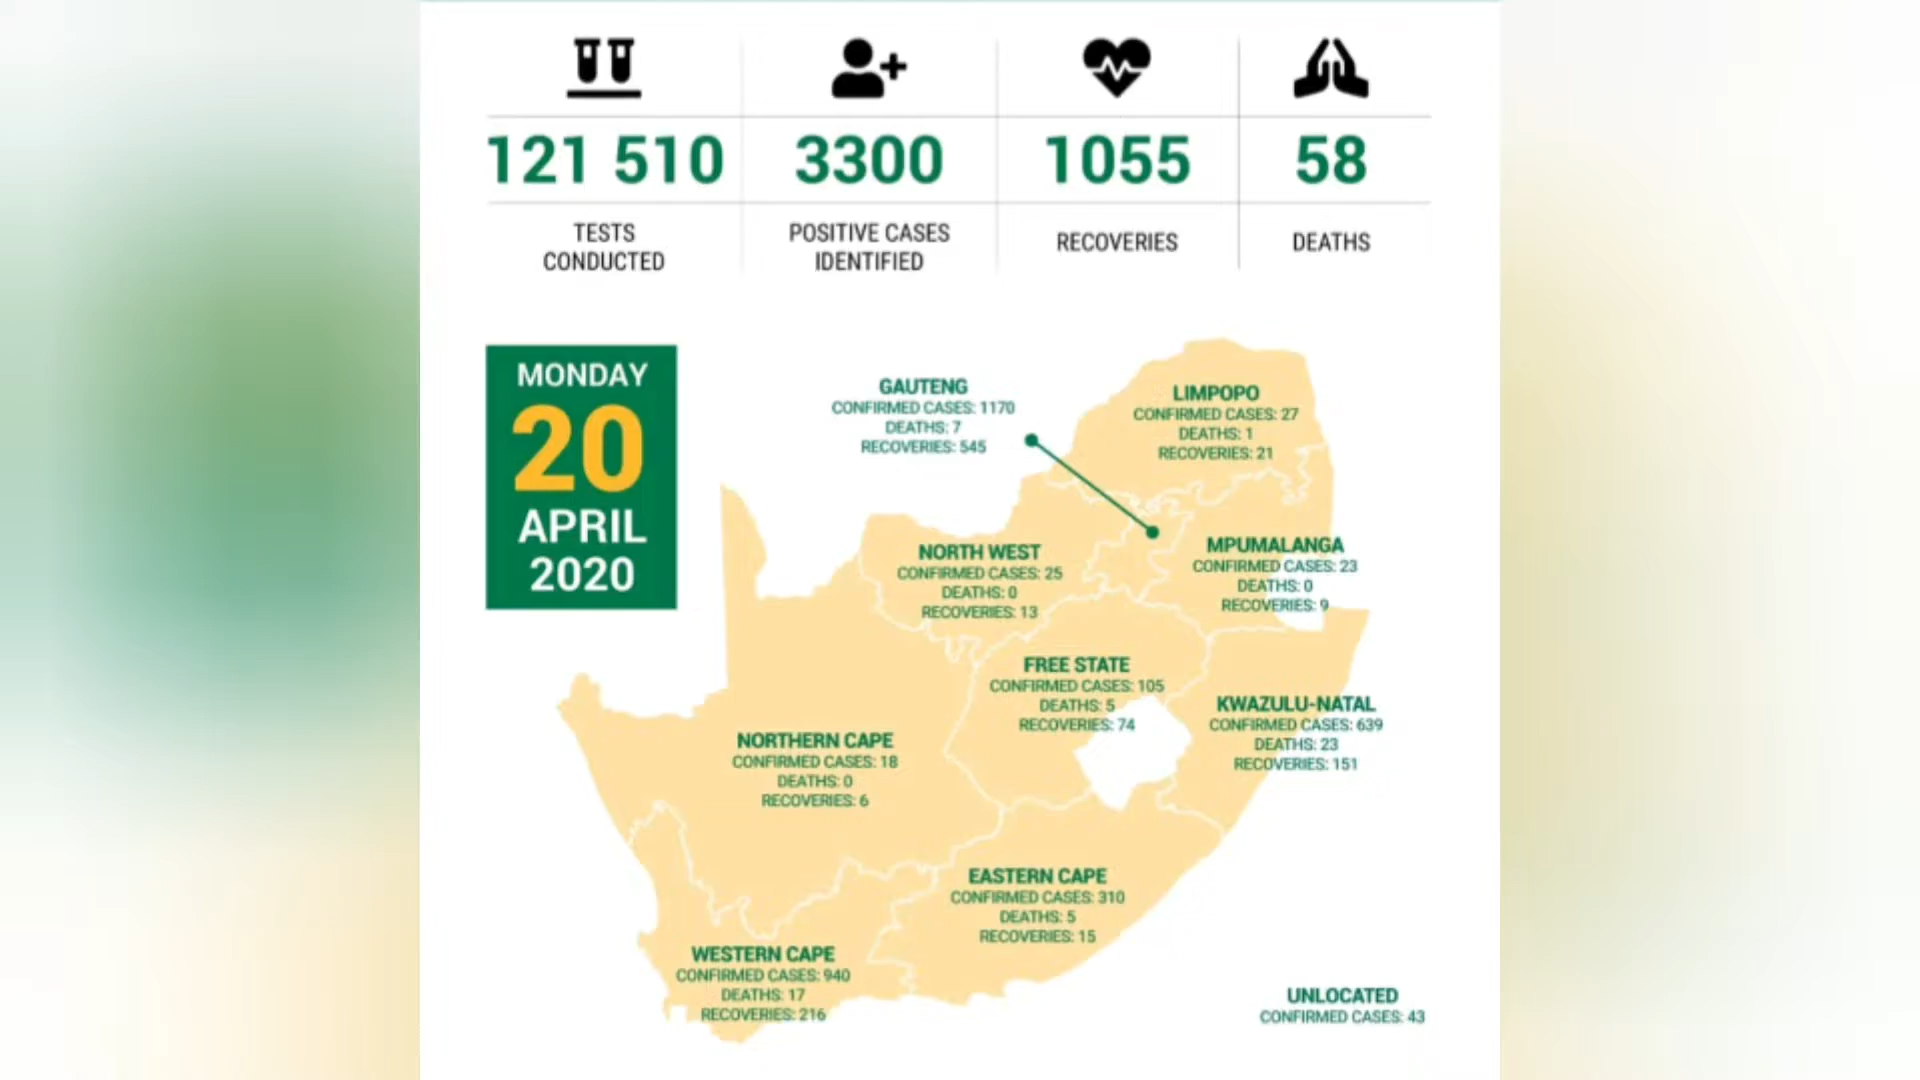 121 510
3300
1055
58
TESTS
CONDUCTED
POSITIVE CASES
IDENTIFIED
RECOVERIES
DEATHS
MONDAY
20
APRIL
2020
GAUTENG
CONFIRMED CASES: 1170
DEATHS: 7
RECOVERIES: 545
LIMPOPO
CONFIRMED CASES: 27
DEATHS: 1
RECOVERIES: 21
NORTH WEST
CONFIRMED CASES: 25
DEATHS: 0
RECOVERIES: 13
MPUMALANGA
CONFIRMED CASES: 23
DEATHS: 0
RECOVERIES: 9
FREE STATE
CONFIRMED CASES: 105
DEATHS: 5
RECOVERIES: 74
KWAZULU-NATAL
CONFIRMED CASES: 639
DEATHS: 23
RECOVERIES: 151
NORTHERN CAPE
CONFIRMED CASES: 18
DEATHS: 0
RECOVERIES: 6
EASTERN CAPE
CONFIRMED CASES: 310
DEATHS: 5
RECOVERIES: 15
WESTERN CAPE
CONFIRMED CASES: 940
DEATHS: 17
RECOVERIES: 216
UNLOCATED
CONFIRMED CASES: 43